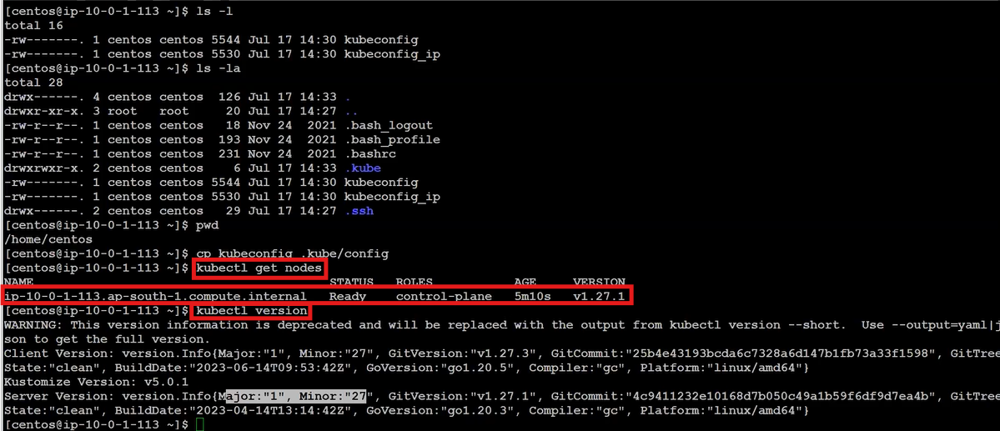 [centos@ip-10-0-1-113 ~]$ ls -l
total 16
-rw-------. 1 centos centos 5544 Jul 17 14:30 kubeconfig
-rw-------. 1 centos centos 5530 Jul 17 14:30 kubeconfig_ip
[centos@ip-10-0-1-113 ~]$ ls -la
total 28
drwx------. 4 centos centos  126 Jul 17 14:33 .
drwxr-xr-x. 3 root   root     20 Jul 17 14:27 ..
-rw-r--r--. 1 centos centos   18 Nov 24  2021 .bash_logout
-rw-r--r--. 1 centos centos  193 Nov 24  2021 .bash_profile
-rw-r--r--. 1 centos centos  231 Nov 24  2021 .bashrc
drwxrwxr-x. 2 centos centos    6 Jul 17 14:33 .kube
-rw-------. 1 centos centos 5544 Jul 17 14:30 kubeconfig
-rw-------. 1 centos centos 5530 Jul 17 14:30 kubeconfig_ip
drwx------. 2 centos centos   29 Jul 17 14:27 .ssh
[centos@ip-10-0-1-113 ~]$ pwd
/home/centos
[centos@ip-10-0-1-113 ~]$ cp kubeconfig .kube/config
[centos@ip-10-0-1-113 ~]$ kubectl get nodes
NAME STATUS ROLES AGE VERSION
ip-10-0-1-113.ap-south-1.compute.internal Ready control-plane 5m10s v1.27.1
[centos@ip-10-0-1-113 ~]$ kubectl version
WARNING: This version information is deprecated and will be replaced with the output from kubectl version --short.  Use --output=yaml|j
son to get the full version.
Client Version: version.Info{Major:"1", Minor:"27", GitVersion:"v1.27.3", GitCommit:"25b4e43193bcda6c7328a6d147b1fb73a33f1598", GitTree
State:"clean", BuildDate:"2023-06-14T09:53:42Z", GoVersion:"go1.20.5", Compiler:"gc", Platform:"linux/amd64"}
Kustomize Version: v5.0.1
Server Version: version.Info{Major:"1", Minor:"27", GitVersion:"v1.27.1", GitCommit:"4c9411232e10168d7b050c49a1b59f6df9d7ea4b", GitTree
State:"clean", BuildDate:"2023-04-14T13:14:42Z", GoVersion:"go1.20.3", Compiler:"gc", Platform:"linux/amd64"}
[centos@ip-10-0-1-113 ~]$